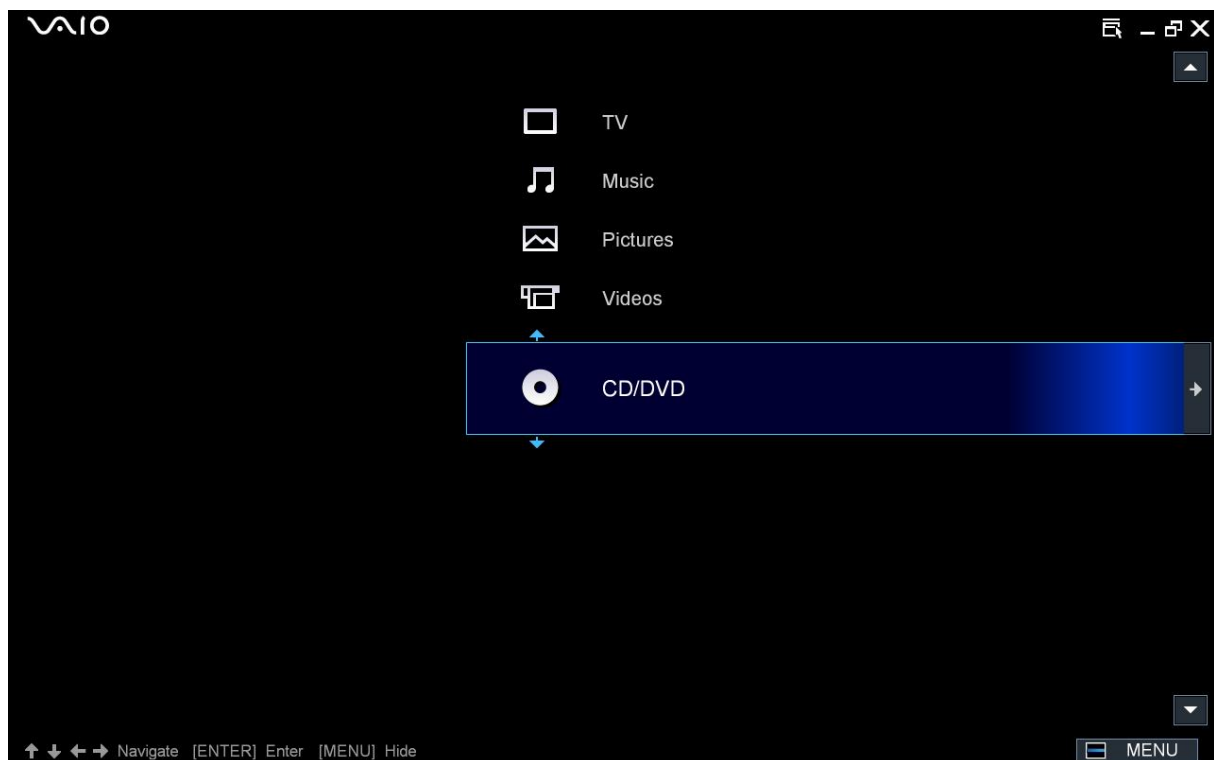 VAIO
TV
Music
Pictures
Videos
CD/DVD
Navigate [ENTER] Enter [MENU] Hide
MENU